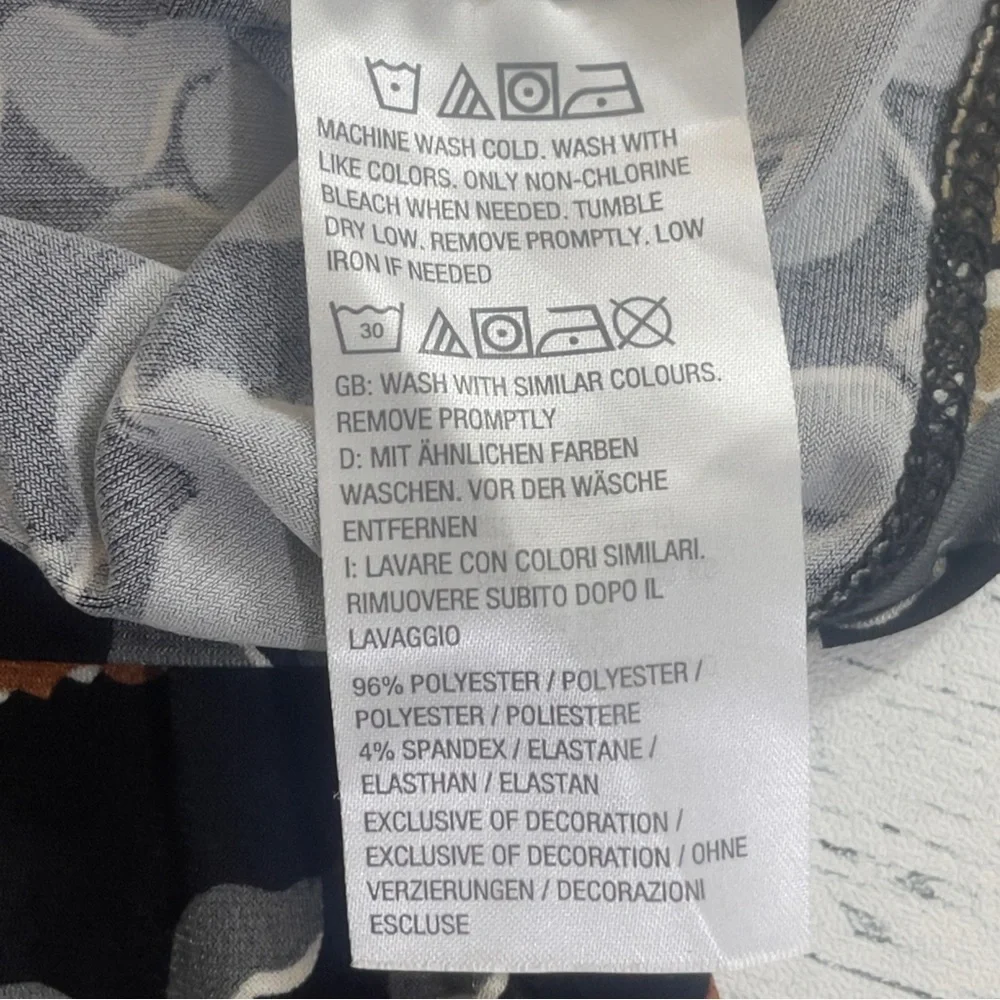 MACHINE WASH COLD. WASH WITH
LIKE COLORS. ONLY NON-CHLORINE
BLEACH WHEN NEEDED. TUMBLE
DRY LOW. REMOVE PROMPTLY. LOW
IRON IF NEEDED
30
GB: WASH WITH SIMILAR COLOURS.
REMOVE PROMPTLY
D: MIT ÄHNLICHEN FARBEN
WASCHEN. VOR DER WÄSCHE
ENTFERNEN
I: LAVARE CON COLORI SIMILARI.
RIMUOVERE SUBITO DOPO IL
LAVAGGIO
96% POLYESTER / POLYESTER /
POLYESTER / POLIESTERE
4% SPANDEX / ELASTANE /
ELASTHAN / ELASTAN
EXCLUSIVE OF DECORATION /
EXCLUSIVE OF DECORATION / OHNE
VERZIERUNGEN / DECORAZIONI
ESCLUSE